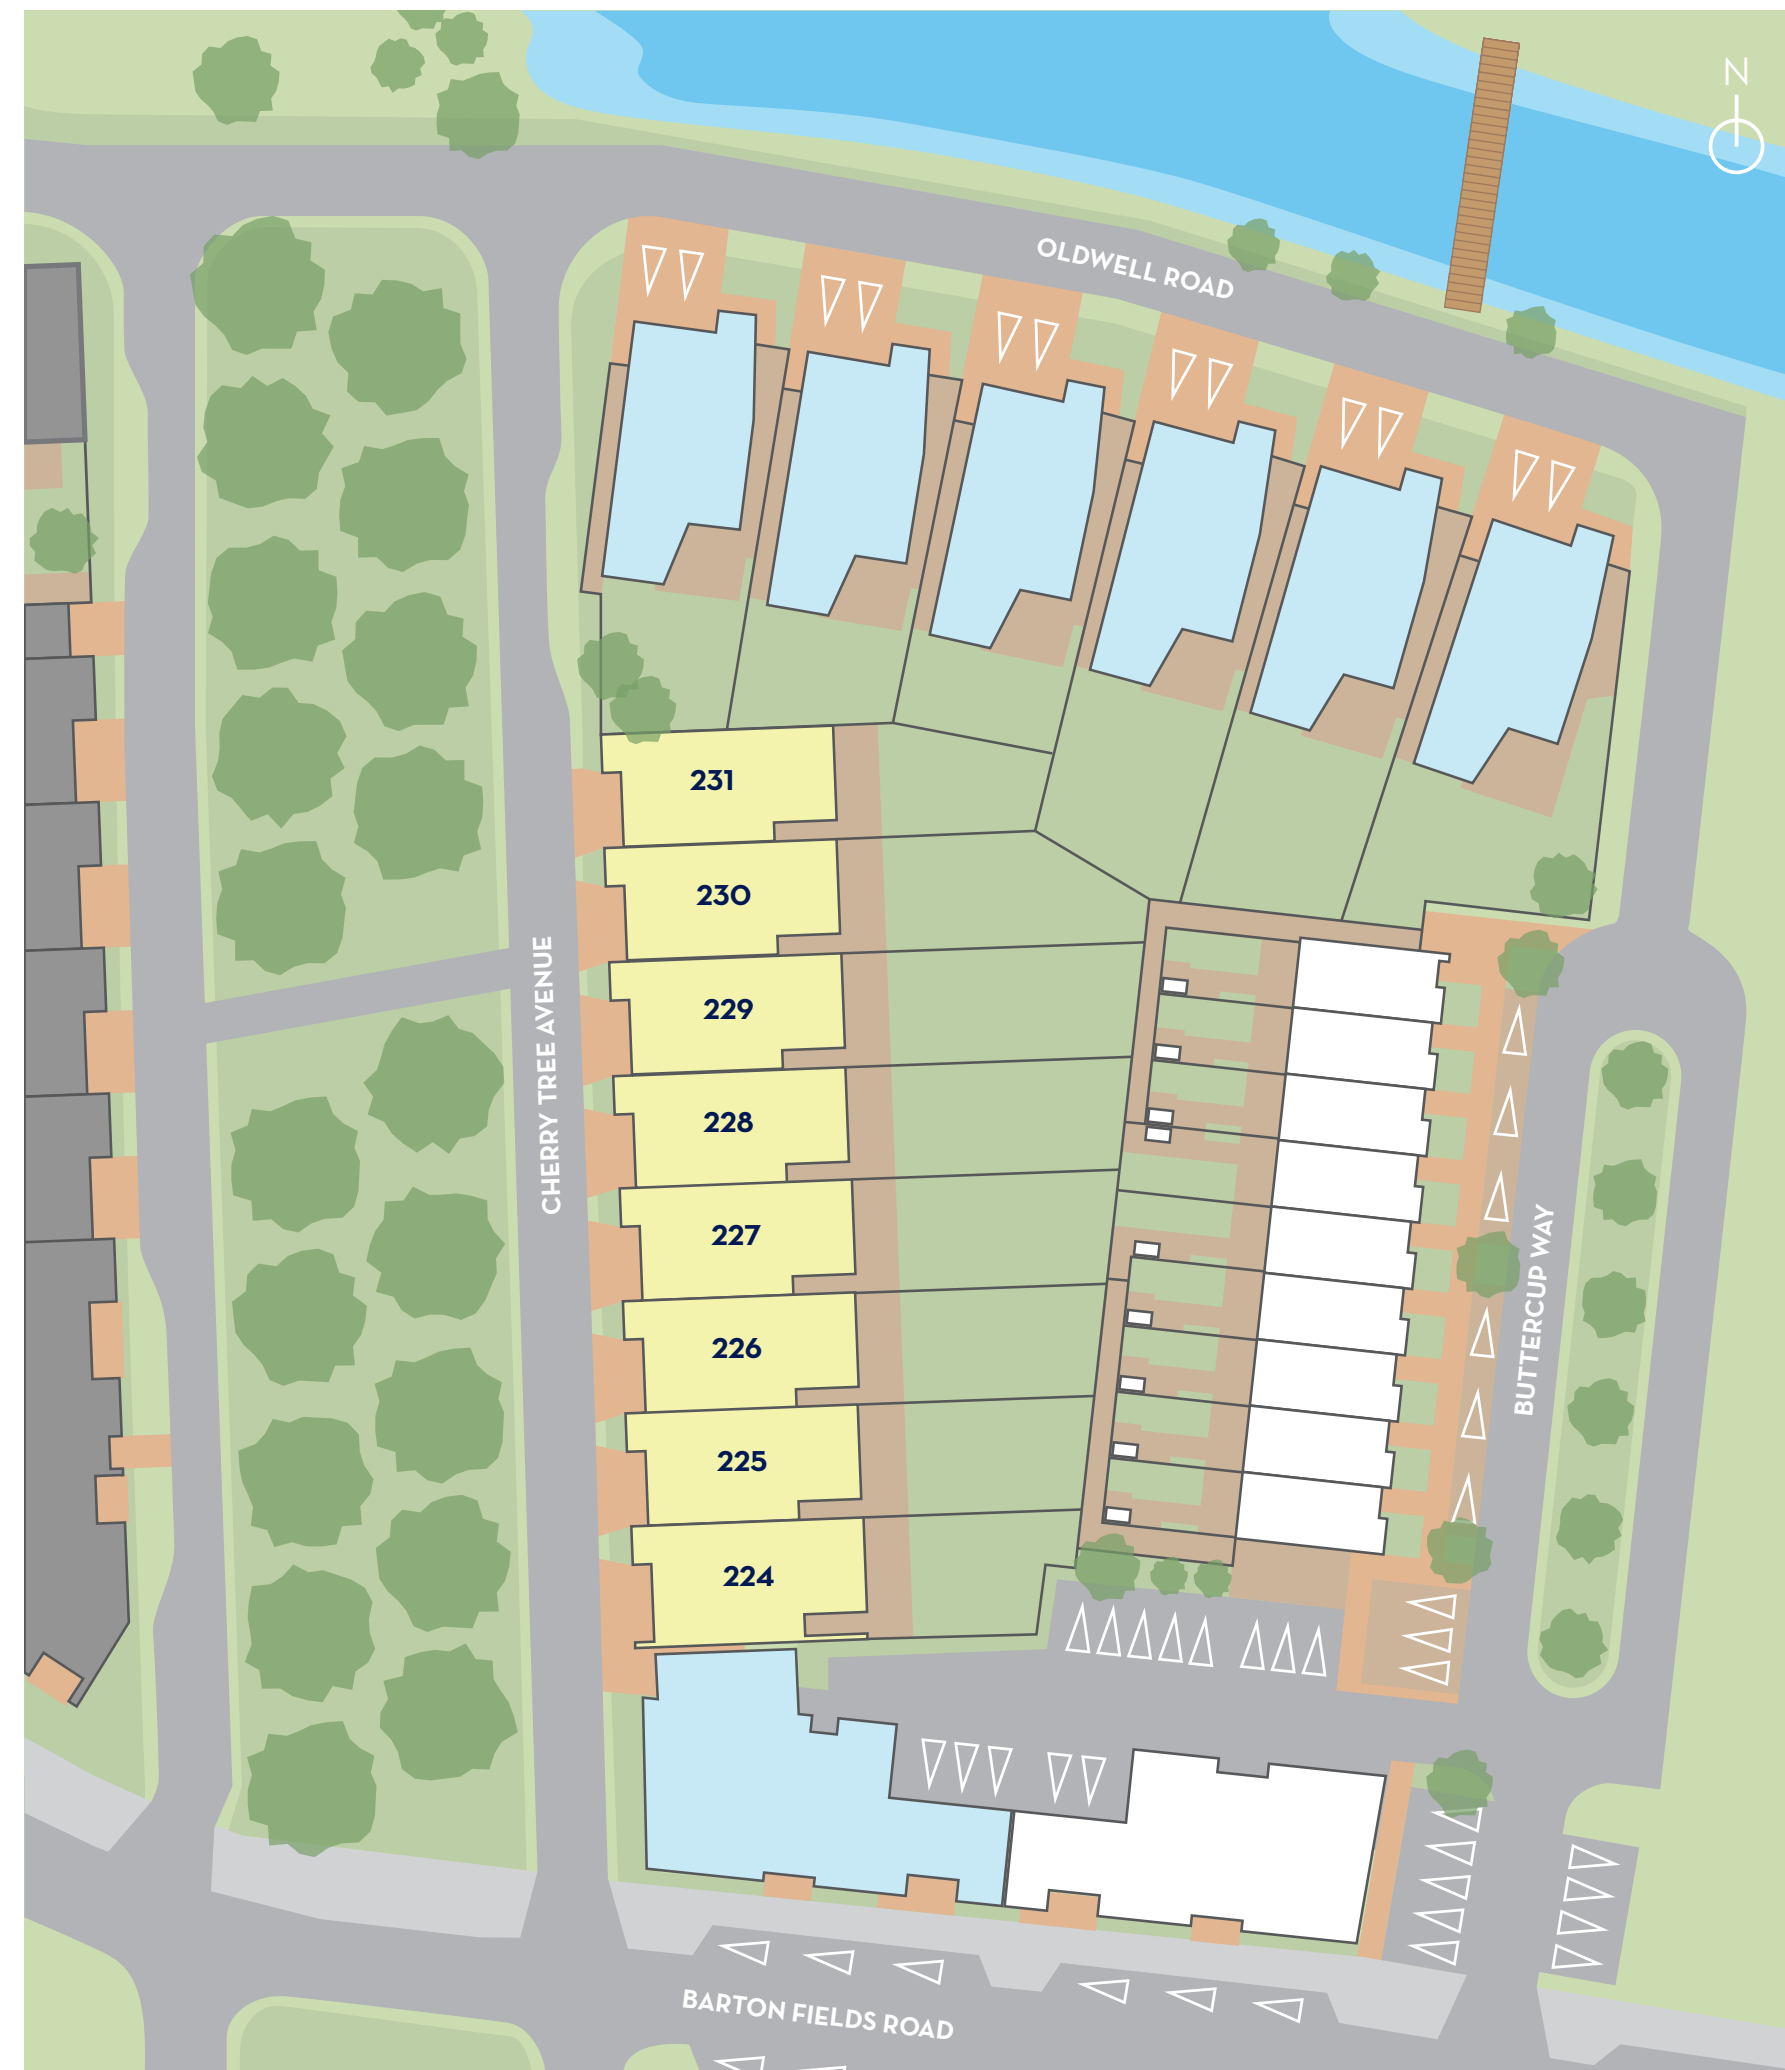 N
OLDWELL ROAD
231
230
229
228
227
226
225
224
CHERRY TREE AVENUE
BUTTERCUP WAY
BARTON FIELDS ROAD